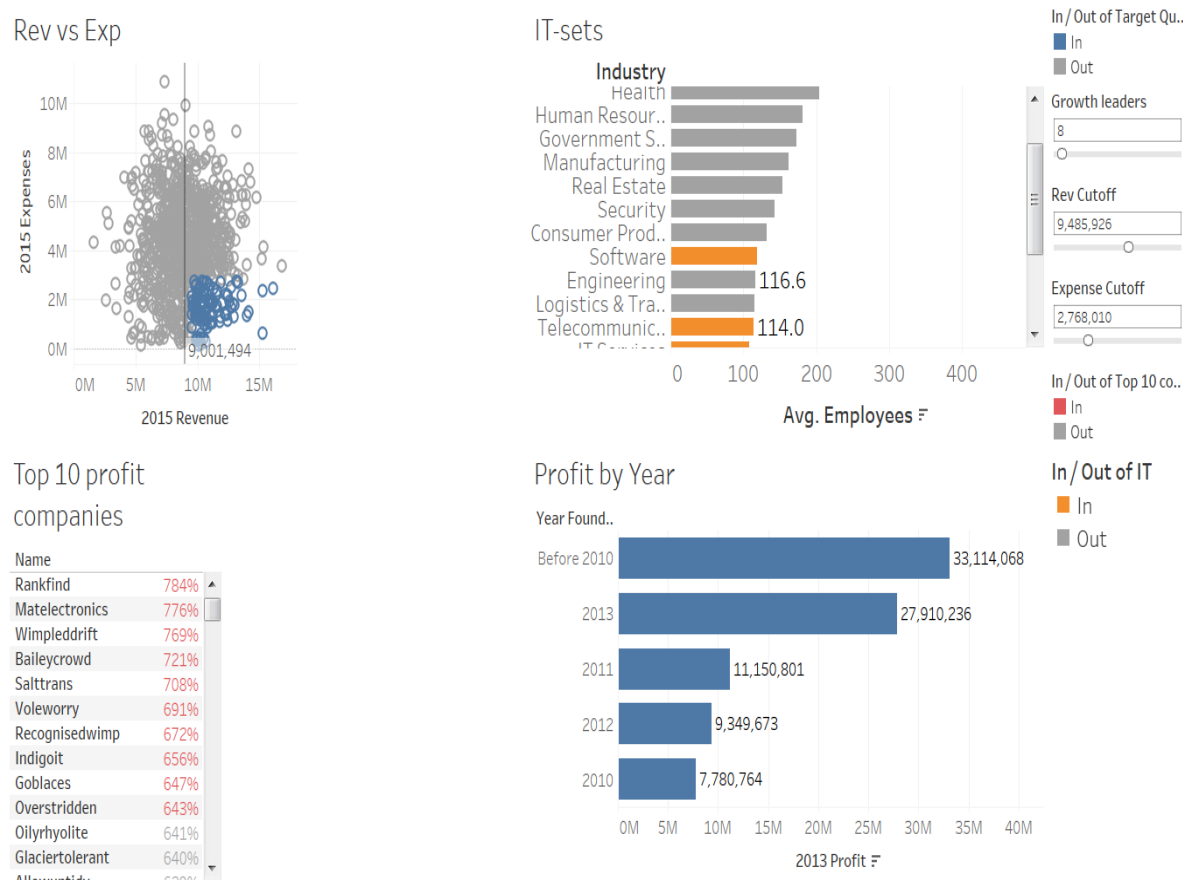 Rev vs Exp
2015 Expenses
10M
8M
6M
4M
2M
0M
9,001,494
0M 5M 10M 15M
2015 Revenue
IT-sets
Industry
Health
Human Resour..
Government S..
Manufacturing
Real Estate
Security
Consumer Prod..
Software
Engineering 116.6
Logistics & Tra..
Telecommunic.. 114.0
IT Services
0 100 200 300 400
Avg. Employees
In / Out of Target Qu..
In
Out
Growth leaders
8
Rev Cutoff
9,485,926
Expense Cutoff
2,768,010
In / Out of Top 10 co..
In
Out
In / Out of IT
In
Out
Top 10 profit
companies
Name
Rankfind 784%
Matelectronics 776%
Wimpleddrift 769%
Baileycrowd 721%
Salttrans 708%
Voleworry 691%
Recognisedwimp 672%
Indigoit 656%
Goblaces 647%
Overstridden 643%
Oilyrhyolite 641%
Glaciertolerant 640%
Profit by Year
Year Found..
Before 2010 33,114,068
2013 27,910,236
2011 11,150,801
2012 9,349,673
2010 7,780,764
0M 5M 10M 15M 20M 25M 30M 35M 40M
2013 Profit